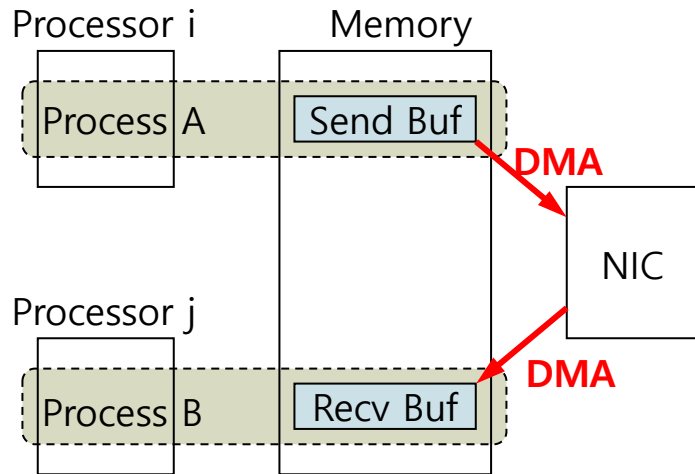 Processor i
Memory
Process A
Send Buf
DMA
NIC
Processor j
DMA
Process B
Recv Buf